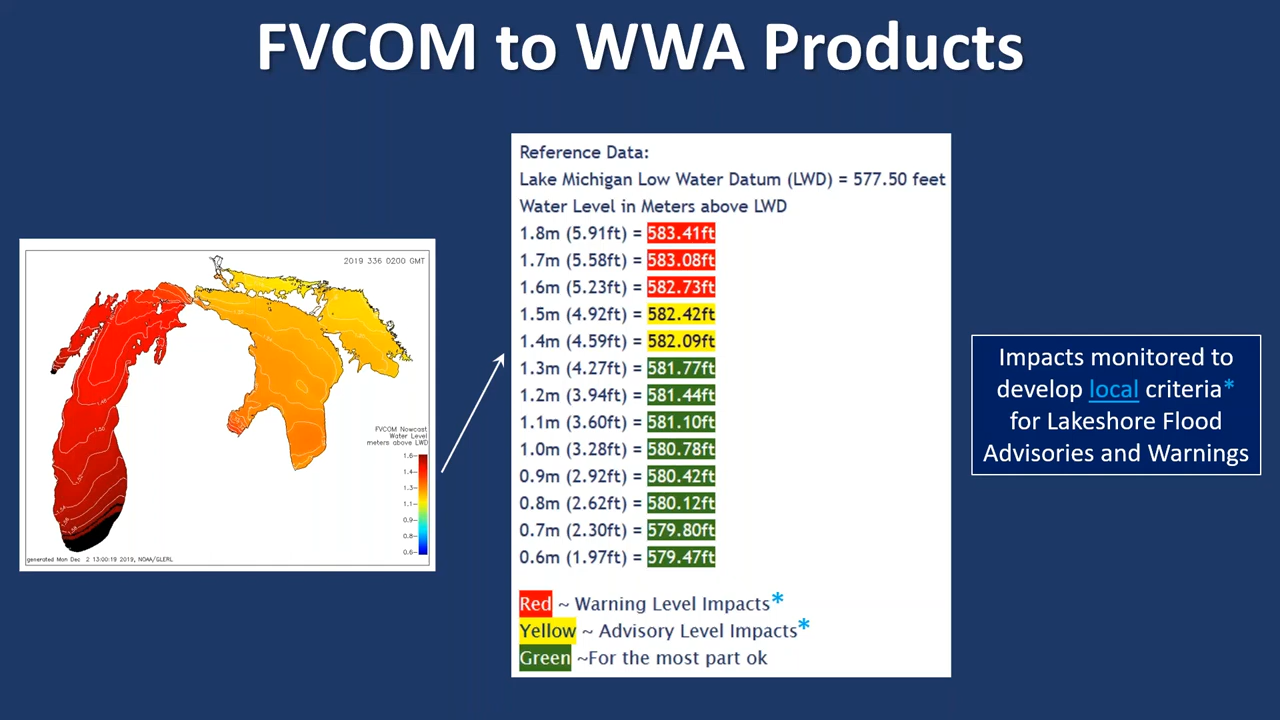 FVCOM to WWA Products
2019 336 0200 GMT
FVCOM Nowcast
Water Level
meters above LWD
1.6
1.4
1.3
1.1
0.9
0.8
0.6
generated Mon Dec 2 13:00:19 2019, NOAA/GLERL
Reference Data:
Lake Michigan Low Water Datum (LWD) = 577.50 feet
Water Level in Meters above LWD
1.8m (5.91ft) = 583.41ft
1.7m (5.58ft) = 583.08ft
1.6m (5.23ft) = 582.73ft
1.5m (4.92ft) = 582.42ft
1.4m (4.59ft) = 582.09ft
1.3m (4.27ft) = 581.77ft
1.2m (3.94ft) = 581.44ft
1.1m (3.60ft) = 581.10ft
1.0m (3.28ft) = 580.78ft
0.9m (2.92ft) = 580.42ft
0.8m (2.62ft) = 580.12ft
0.7m (2.30ft) = 579.80ft
0.6m (1.97ft) = 579.47ft
Red ~ Warning Level Impacts*
Yellow ~ Advisory Level Impacts*
Green ~For the most part ok
Impacts monitored to
develop local criteria*
for Lakeshore Flood
Advisories and Warnings